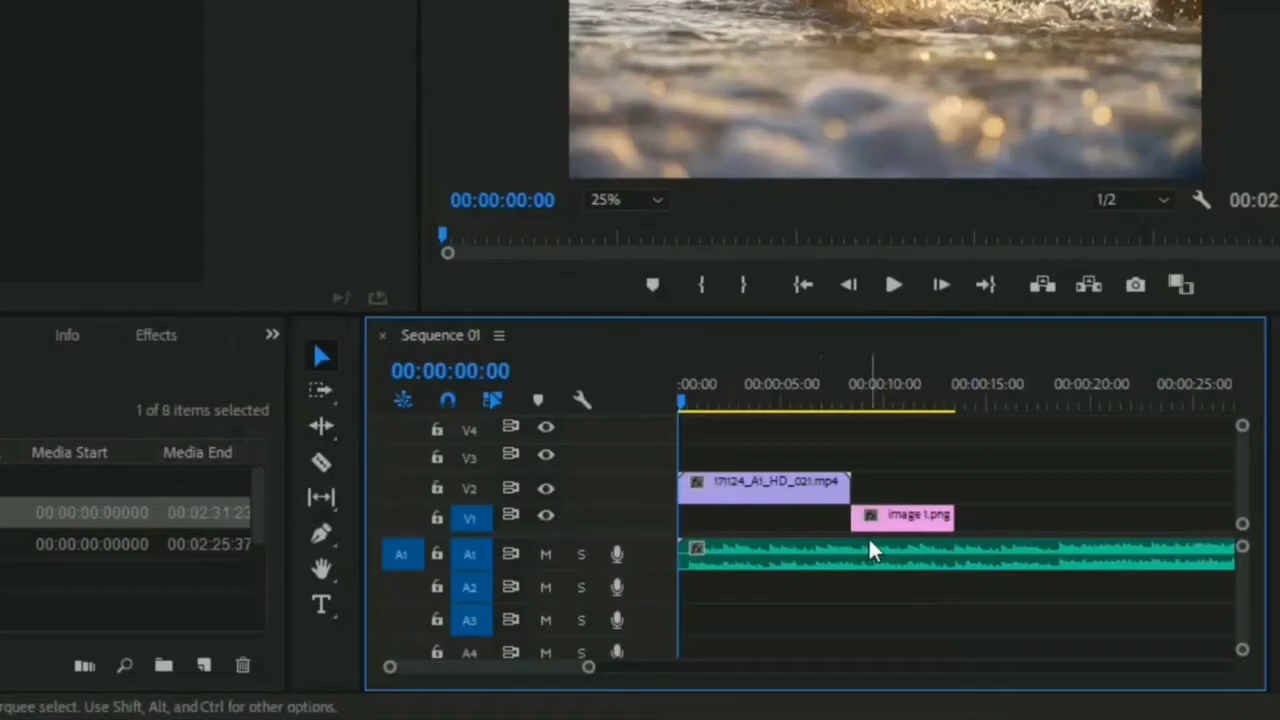 00:00:00:00 25% 1/2 00:02
Info Effects
Sequence 01
00:00:00:00
:00:00 00:00:05:00 00:00:10:00 00:00:15:00 00:00:20:00 00:00:25:00
1 of 8 items selected
Media Start Media End
00:00:00:00000 00:02:31:23
00:00:00:00000 00:02:25:37
V4
V3
V2 171124_A1_HD_021.mp4
V1 image 1.png
A1 A1 M S
A2 M S
A3 M S
A4 M S
T
rquee select. Use Shift, Alt, and Ctrl for other options.